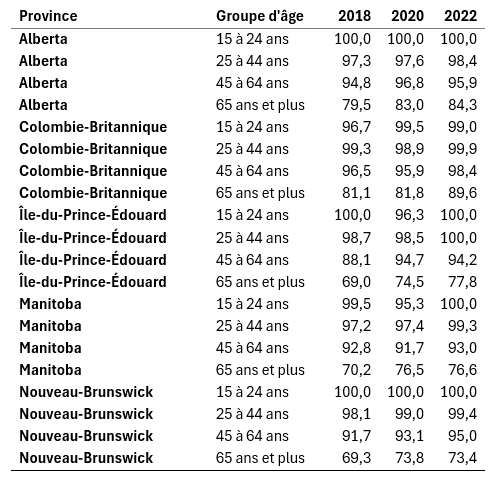 Province Groupe d'âge 2018 2020 2022
Alberta 15 à 24 ans 100,0 100,0 100,0
Alberta 25 à 44 ans 97,3 97,6 98,4
Alberta 45 à 64 ans 94,8 96,8 95,9
Alberta 65 ans et plus 79,5 83,0 84,3
Colombie-Britannique 15 à 24 ans 96,7 99,5 99,0
Colombie-Britannique 25 à 44 ans 99,3 98,9 99,9
Colombie-Britannique 45 à 64 ans 96,5 95,9 98,4
Colombie-Britannique 65 ans et plus 81,1 81,8 89,6
Île-du-Prince-Édouard 15 à 24 ans 100,0 96,3 100,0
Île-du-Prince-Édouard 25 à 44 ans 98,7 98,5 100,0
Île-du-Prince-Édouard 45 à 64 ans 88,1 94,7 94,2
Île-du-Prince-Édouard 65 ans et plus 69,0 74,5 77,8
Manitoba 15 à 24 ans 99,5 95,3 100,0
Manitoba 25 à 44 ans 97,2 97,4 99,3
Manitoba 45 à 64 ans 92,8 91,7 93,0
Manitoba 65 ans et plus 70,2 76,5 76,6
Nouveau-Brunswick 15 à 24 ans 100,0 100,0 100,0
Nouveau-Brunswick 25 à 44 ans 98,1 99,0 99,4
Nouveau-Brunswick 45 à 64 ans 91,7 93,1 95,0
Nouveau-Brunswick 65 ans et plus 69,3 73,8 73,4